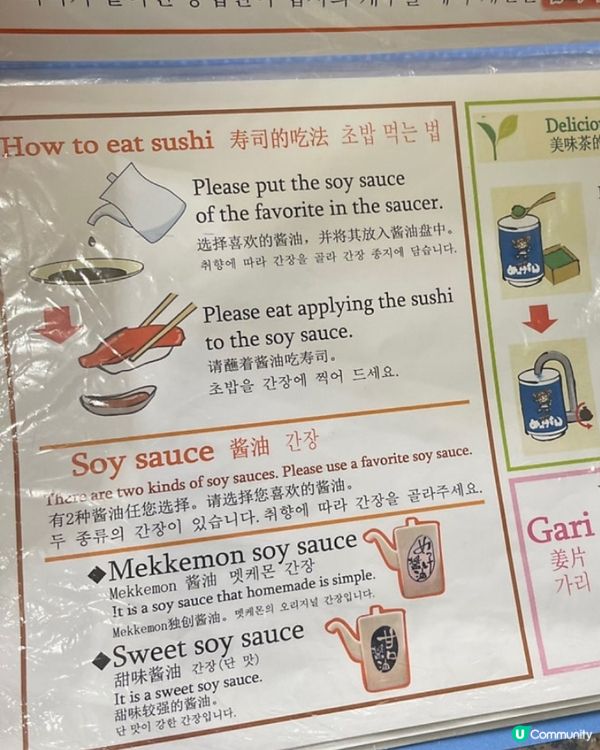 How to eat sushi 寿司的吃法 초밥 먹는 법
Please put the soy sauce
of the favorite in the saucer.
选择喜欢的酱油，并将其放入酱油盘中。
취향에 따라 간장을 골라 간장 종지에 담습니다.
Please eat applying the sushi
to the soy sauce.
请蘸着酱油吃寿司。
초밥을 간장에 찍어 드세요.
Soy sauce 酱油 간장
There are two kinds of soy sauces. Please use a favorite soy sauce.
有2种酱油任您选择。请选择您喜欢的酱油。
두 종류의 간장이 있습니다. 취향에 따라 간장을 골라주세요.
◆Mekkemon soy sauce
Mekkemon 酱油 멧케몬 간장
It is a soy sauce that homemade is simple.
Mekkemon独创酱油。멧케몬의 오리지널 간장입니다.
◆Sweet soy sauce
甜味酱油 간장(단 맛)
It is a sweet soy sauce.
甜味较强的酱油。
단 맛이 강한 간장입니다.
甘口
醤油
美味茶的
Gari
姜片
가리
U Community